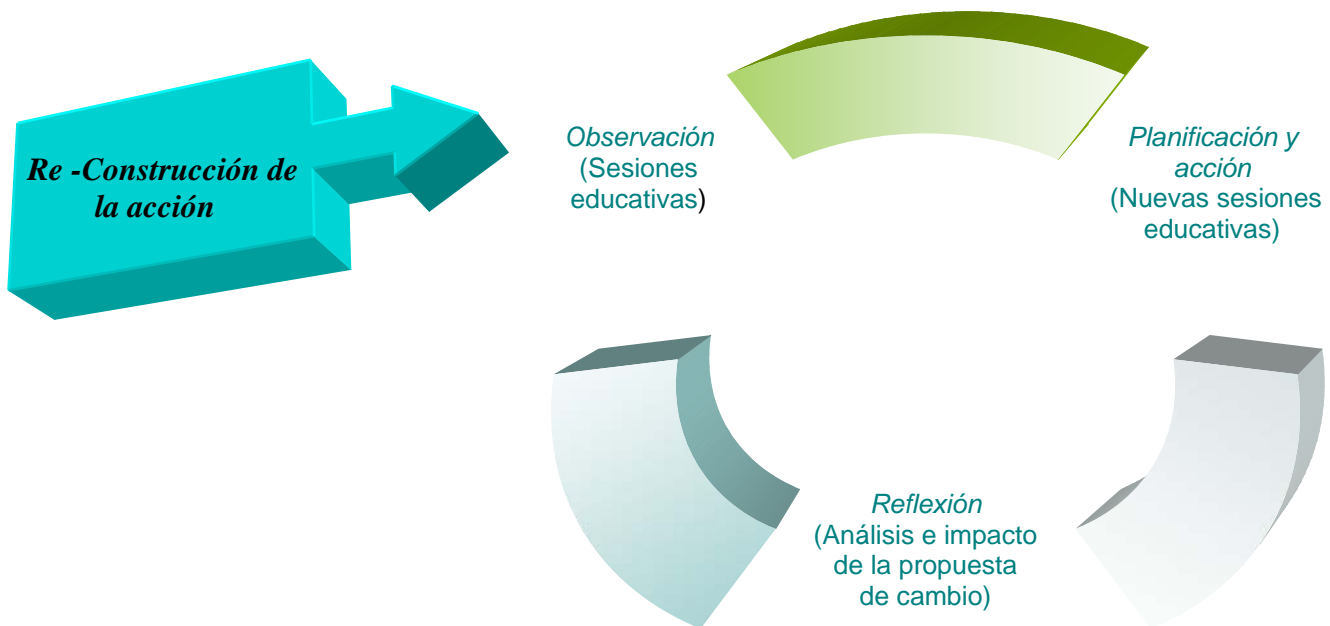 Re -Construcción de
la acción
Observación
(Sesiones
educativas)
Planificación y
acción
(Nuevas sesiones
educativas)
Reflexión
(Análisis e impacto
de la propuesta
de cambio)